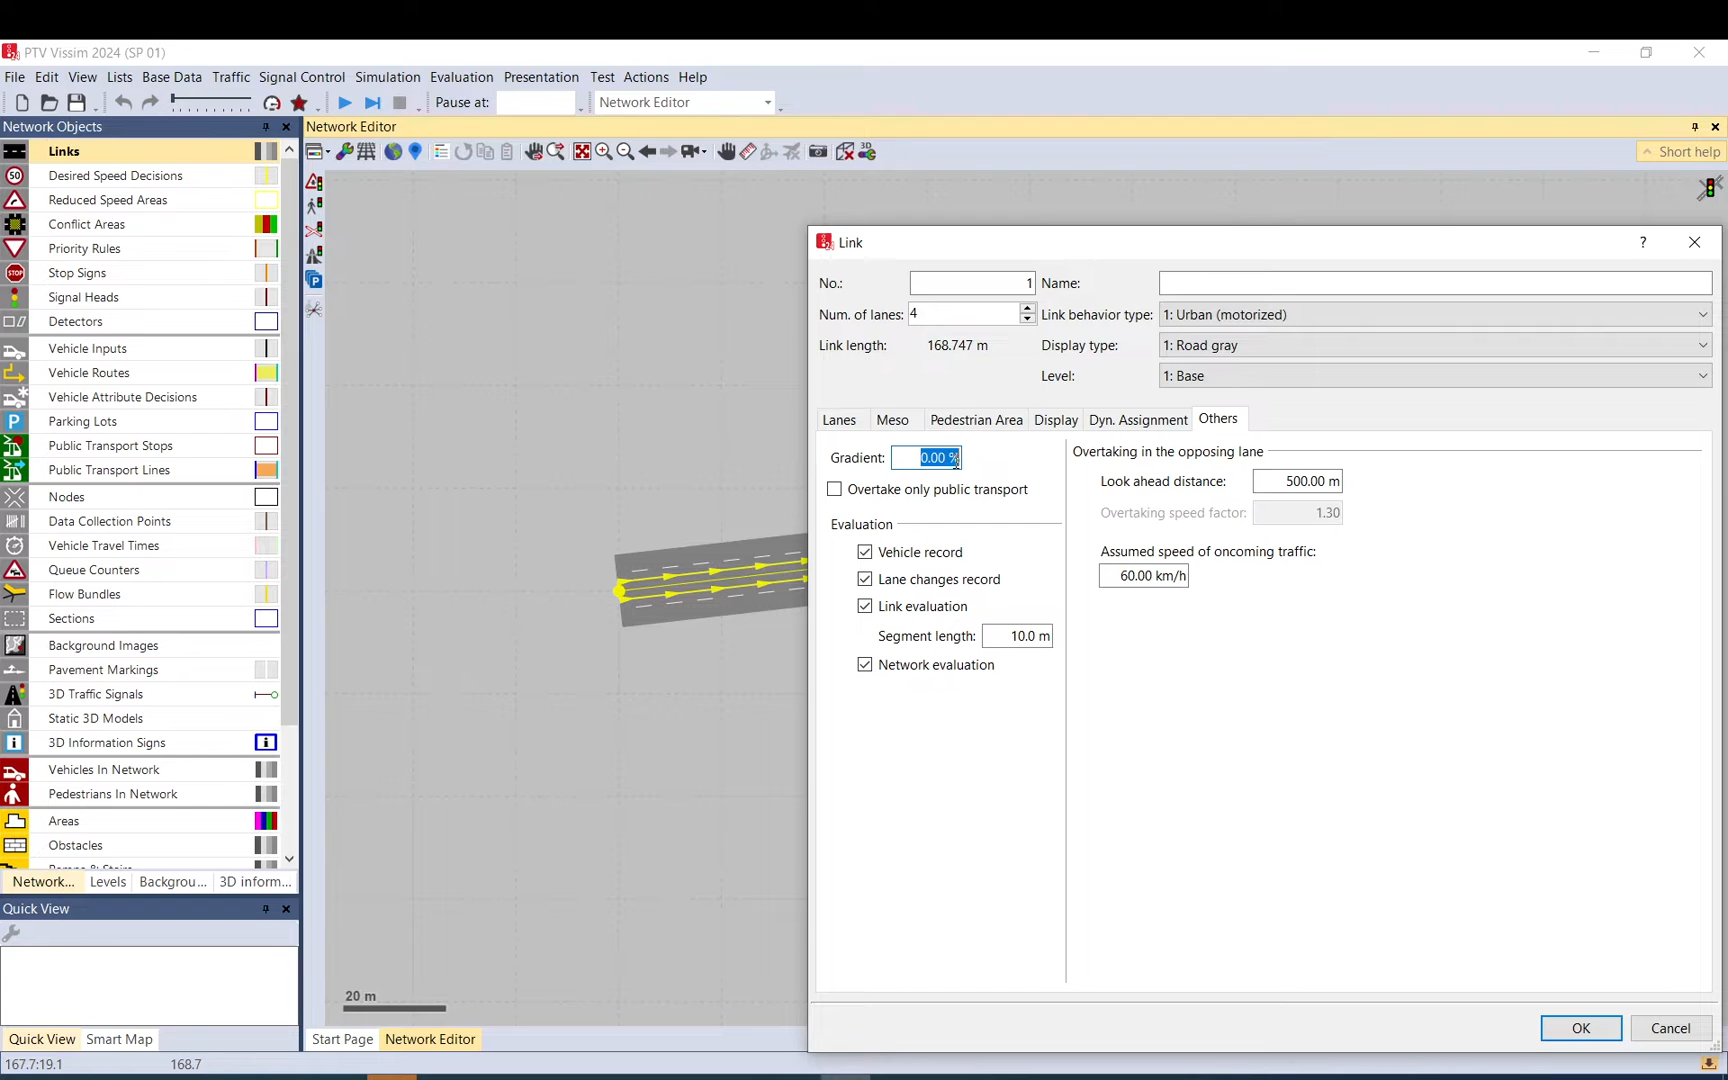 PTV Vissim 2024 (SP 01)
File Edit View Lists Base Data Traffic Signal Control Simulation Evaluation Presentation Test Actions Help
Pause at: Network Editor
Network Objects
Network Editor
Short help
Links
50 Desired Speed Decisions
Reduced Speed Areas
Conflict Areas
Priority Rules
STOP Stop Signs
Signal Heads
Detectors
Vehicle Inputs
Vehicle Routes
Vehicle Attribute Decisions
P Parking Lots
Public Transport Stops
Public Transport Lines
Nodes
Data Collection Points
Vehicle Travel Times
Queue Counters
Flow Bundles
Sections
Background Images
Pavement Markings
3D Traffic Signals
Static 3D Models
3D Information Signs
Vehicles In Network
Pedestrians In Network
Areas
Obstacles
Network... Levels Backgrou... 3D inform...
Quick View
Quick View Smart Map
167.7:19.1 168.7
20 m
Start Page Network Editor
Link
No.: 1 Name:
Num. of lanes: 4 Link behavior type: 1: Urban (motorized)
Link length: 168.747 m Display type: 1: Road gray
Level: 1: Base
Lanes Meso Pedestrian Area Display Dyn. Assignment Others
Gradient: 0.00 %
Overtake only public transport
Evaluation
Vehicle record
Lane changes record
Link evaluation
Segment length: 10.0 m
Network evaluation
Overtaking in the opposing lane
Look ahead distance: 500.00 m
Overtaking speed factor: 1.30
Assumed speed of oncoming traffic:
60.00 km/h
OK Cancel